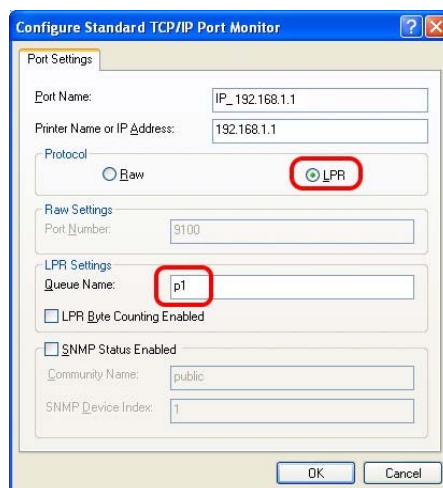 Configure Standard TCP/IP Port Monitor
Port Settings
Port Name: IP_ 192.168.1.1
Printer Name or IP Address: 192.168.1.1
Protocol
Raw LPR
Raw Settings
Port Number: 9100
LPR Settings
Queue Name: p1
LPR Byte Counting Enabled
SNMP Status Enabled
Community Name: public
SNMP Device Index: 1
OK Cancel